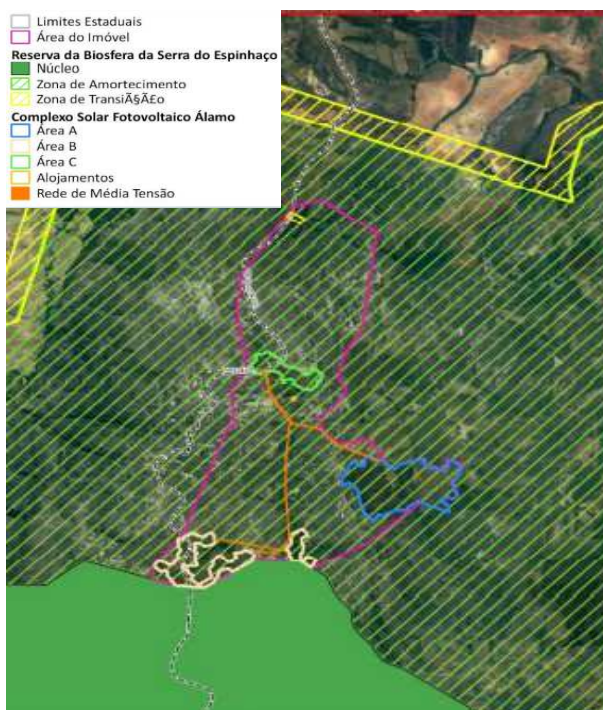 Limites Estaduais
Área do Imóvel
Reserva da Biosfera da Serra do Espinhaço
Núcleo
Zona de Amortecimento
Zona de TransiÃ§Ã£o
Complexo Solar Fotovoltaico Álamo
Área A
Área B
Área C
Alojamentos
Rede de Média Tensão